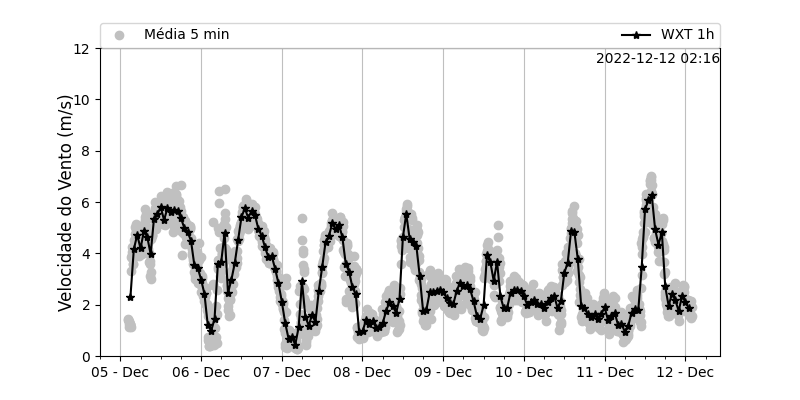 Média 5 min
WXT 1h
2022-12-12 02:16
Velocidade do Vento (m/s)
12
10
8
6
4
2
0
05 - Dec
06 - Dec
07 - Dec
08 - Dec
09 - Dec
10 - Dec
11 - Dec
12 - Dec